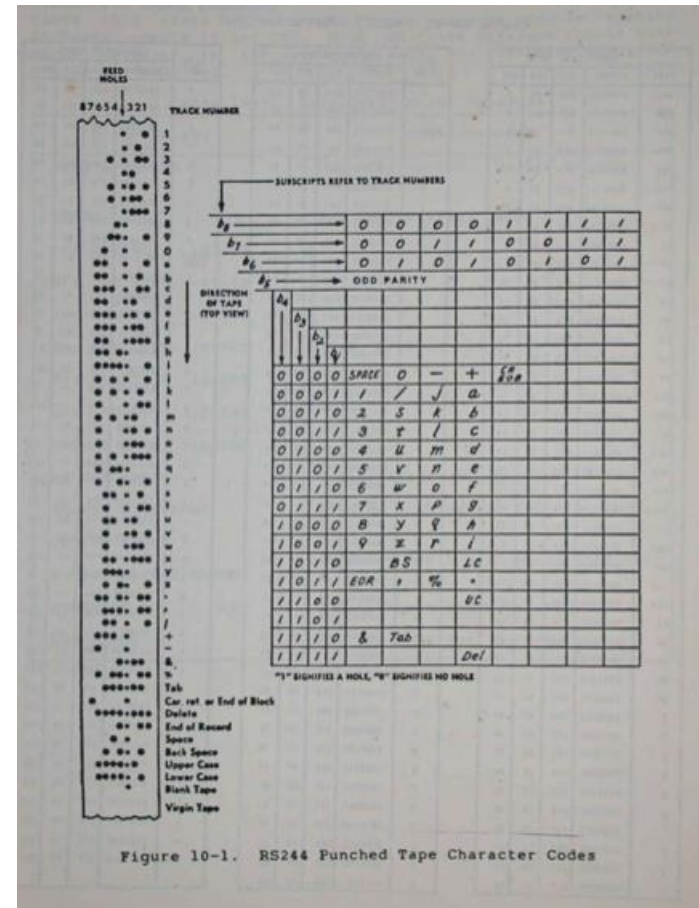 FEED
HOLES
87654 321
TRACK NUMBER
1
2
3
4
5
6
7
8
9
0
a
b
c
d
e
f
g
h
i
j
k
l
m
n
o
p
q
r
s
t
u
v
w
x
y
z
.
,
/
+
-
&
%
Tab
Car. ret. or End of Block
Delete
End of Record
Space
Back Space
Upper Case
Lower Case
Blank Tape
Virgin Tape
DIRECTION
OF TAPE
(TOP VIEW)
SUBSCRIPTS REFER TO TRACK NUMBERS
b8 0 0 0 0 1 1 1 1
b7 0 0 1 1 0 0 1 1
b6 0 1 0 1 0 1 0 1
b5 ODD PARITY
b4
b3
b2
0 0 0 0 SPACE 0 - + CR EOB
0 0 0 1 1 / j a
0 0 1 0 2 s k b
0 0 1 1 3 t l c
0 1 0 0 4 u m d
0 1 0 1 5 v n e
0 1 1 0 6 w o f
0 1 1 1 7 x p g
1 0 0 0 8 y q h
1 0 0 1 9 z r i
1 0 1 0 BS LC
1 0 1 1 EOR , % .
1 1 0 0 UC
1 1 0 1
1 1 1 0 & Tab
1 1 1 1 Del
"1" SIGNIFIES A HOLE, "0" SIGNIFIES NO HOLE
Figure 10-1. RS244 Punched Tape Character Codes